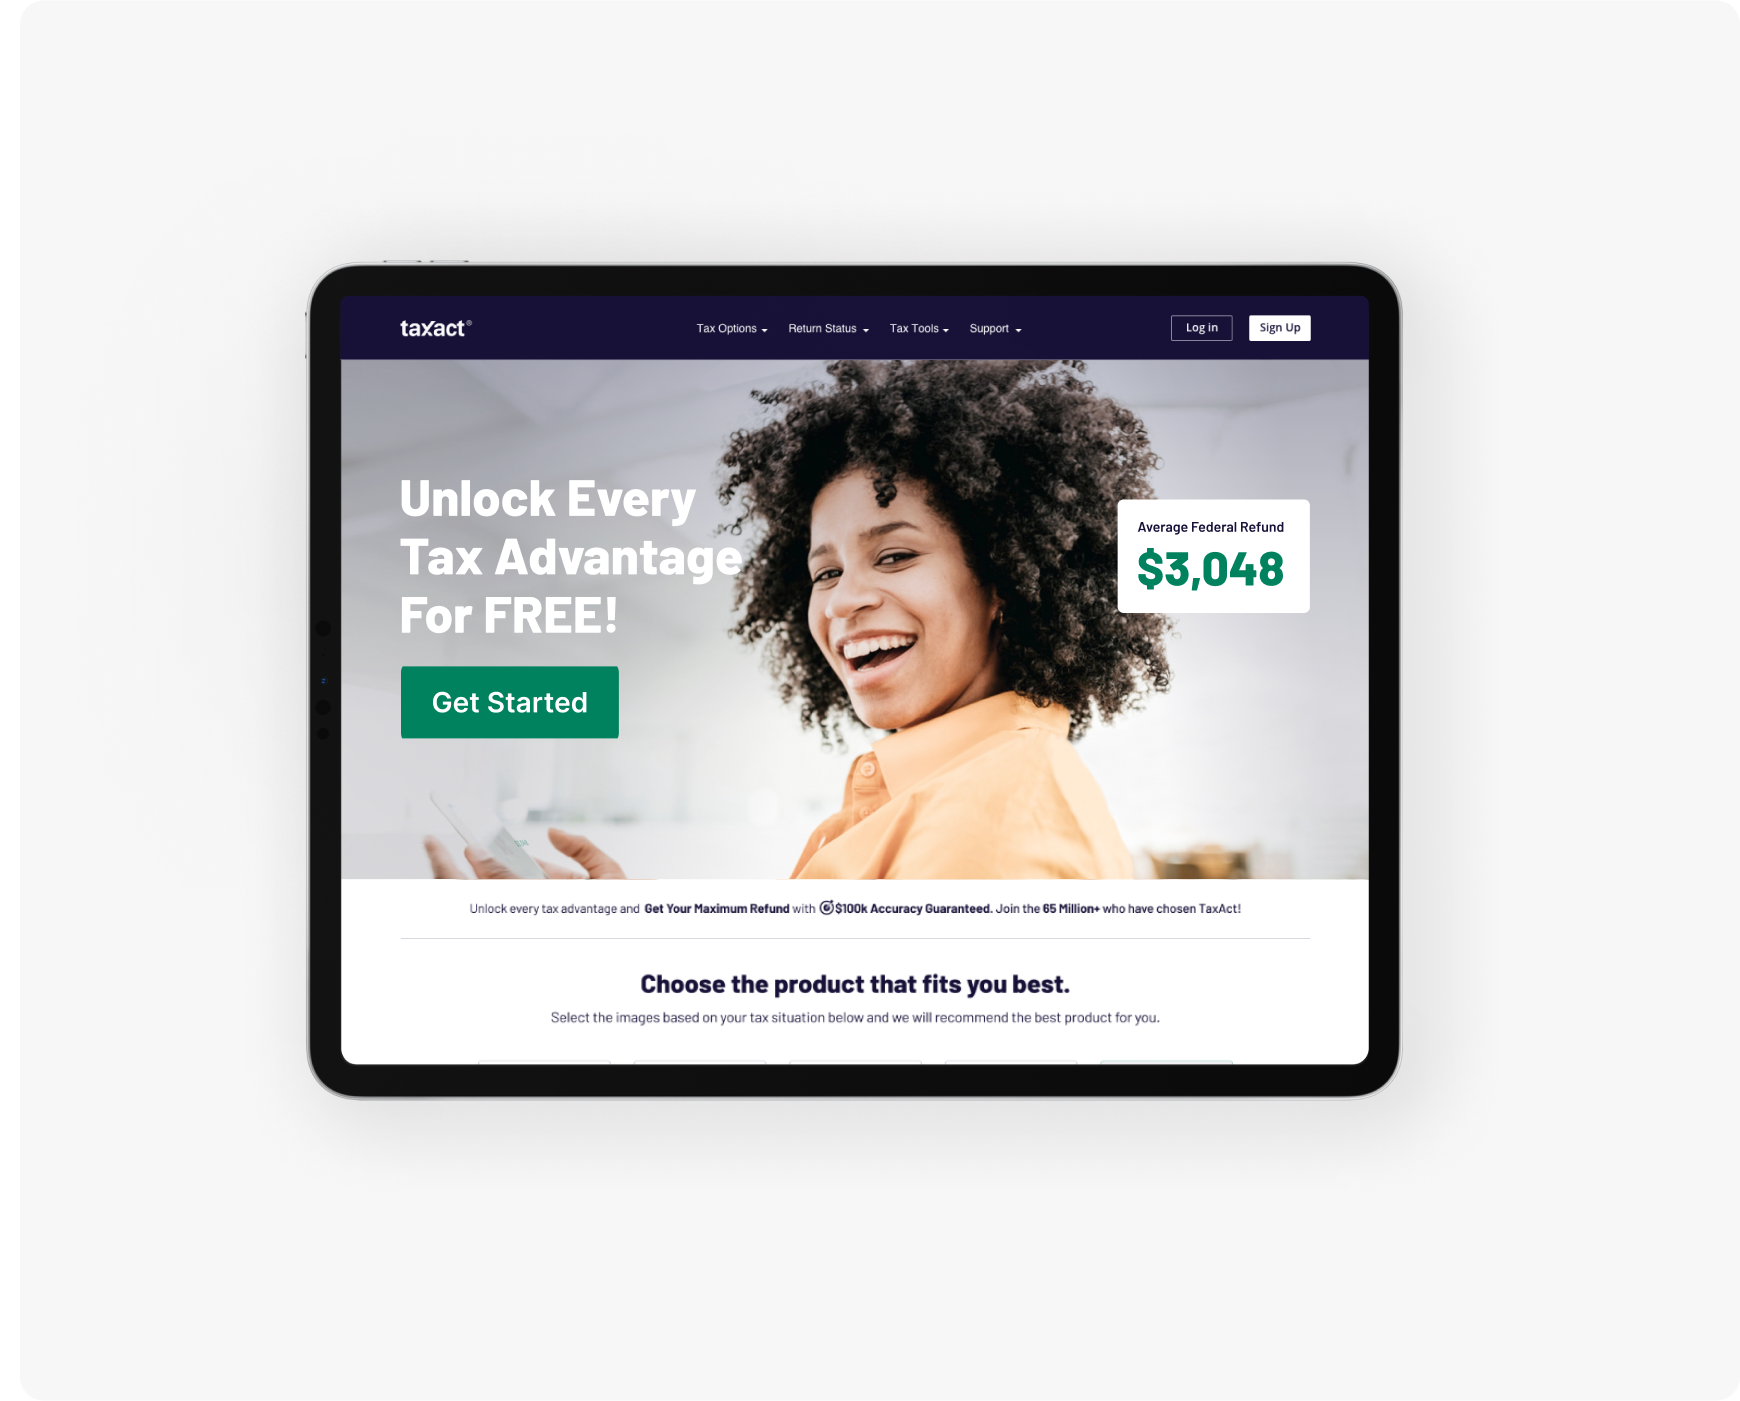 taxact®
Tax Options
Return Status
Tax Tools
Support
Log in
Sign Up
Unlock Every
Tax Advantage
For FREE!
Get Started
Average Federal Refund
$3,048
Unlock every tax advantage and Get Your Maximum Refund with $100k Accuracy Guaranteed. Join the 65 Million+ who have chosen TaxAct!
Choose the product that fits you best.
Select the images based on your tax situation below and we will recommend the best product for you.